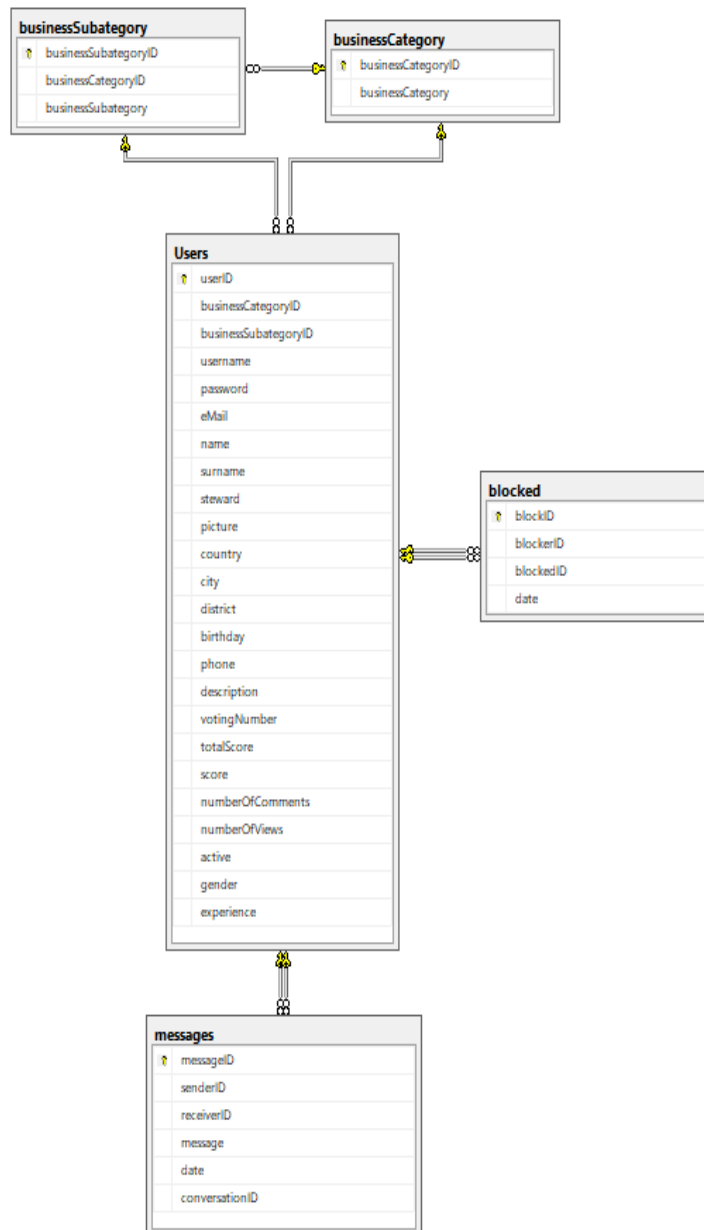 businessSubategory
businessSubategoryID
businessCategoryID
businessSubategory
businessCategory
businessCategoryID
businessCategory
Users
userID
businessCategoryID
businessSubategoryID
username
password
eMail
name
surname
steward
picture
country
city
district
birthday
phone
description
votingNumber
totalScore
score
numberOfComments
numberOfViews
active
gender
experience
blocked
blockID
blockerID
blockedID
date
messages
messageID
senderID
receiverID
message
date
conversationID